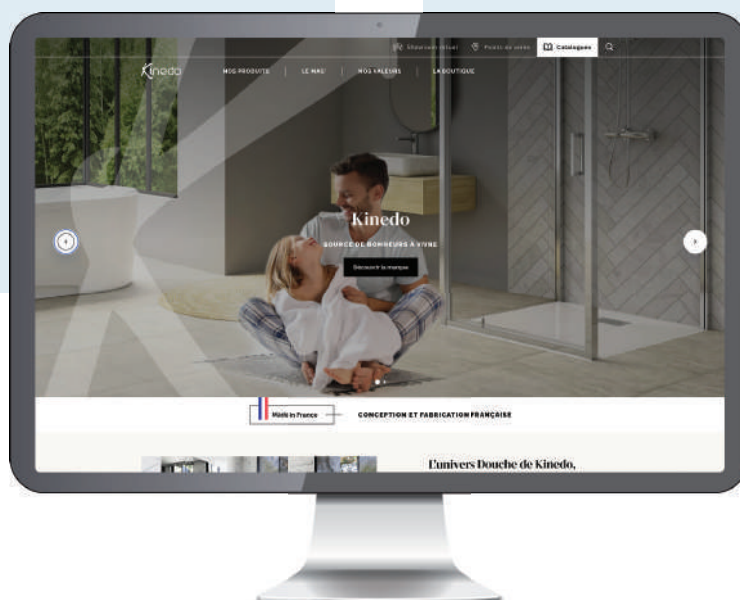 Showroom virtuel
Points de vente
Catalogues
Kinedo
NOS PRODUITS
LE MAG'
NOS VALEURS
LA BOUTIQUE
Kinedo
SOURCE DE BONHEURS À VIVRE
Découvrir la marque
Made in France
CONCEPTION ET FABRICATION FRANÇAISE
L'univers Douche de Kinedo,